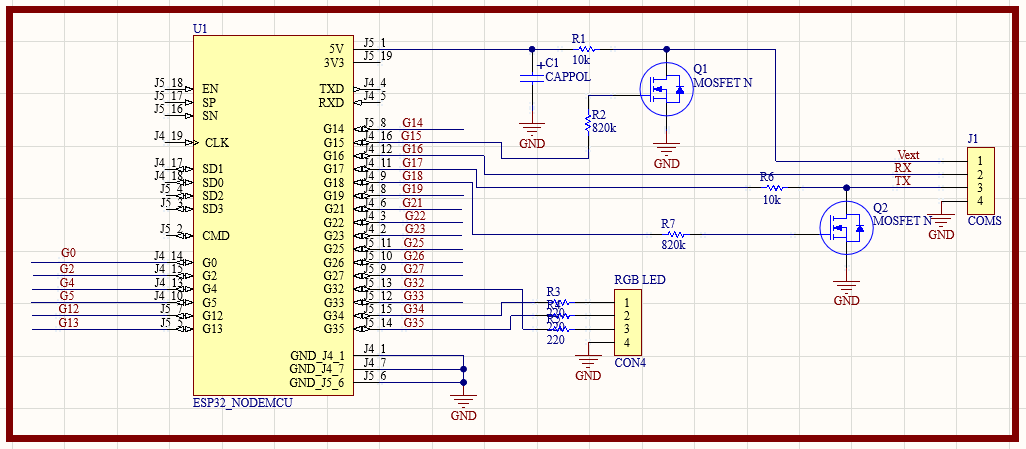 U1
5V J5 1
3V3 J5 19
R1
10k
C1
CAPPOL
GND
Q1
MOSFET N
GND
R2
820k
J5 18 EN
J5 17 SP
J5 16 SN
TXD J4 4
RXD J4 5
J4 19 CLK
G14 J5 8 G14
G15 J4 16 G15
G16 J4 12 G16
G17 J4 11 G17
G18 J4 9 G18
G19 J4 8 G19
G21 J4 6 G21
G22 J4 3 G22
G23 J4 2 G23
G25 J5 11 G25
G26 J5 10 G26
G27 J5 9 G27
G32 J5 13 G32
G33 J5 12 G33
G34 J5 15 G34
G35 J5 14 G35
J4 17 SD1
J4 18 SD0
J5 4 SD2
J5 3 SD3
J5 2 CMD
G0 J4 14 G0
G2 J4 15 G2
G4 J4 13 G4
G5 J4 10 G5
G12 J5 7 G12
G13 J5 5 G13
GND_J4_1 J4 1
GND_J4_7 J4 7
GND_J5_6 J5 6
GND
ESP32_NODEMCU
J1
Vext 1
RX 2
TX 3
4
COMS
GND
R6
10k
Q2
MOSFET N
GND
R7
820k
RGB LED
R3
220
R4
220
R5
220
1
2
3
4
CON4
GND